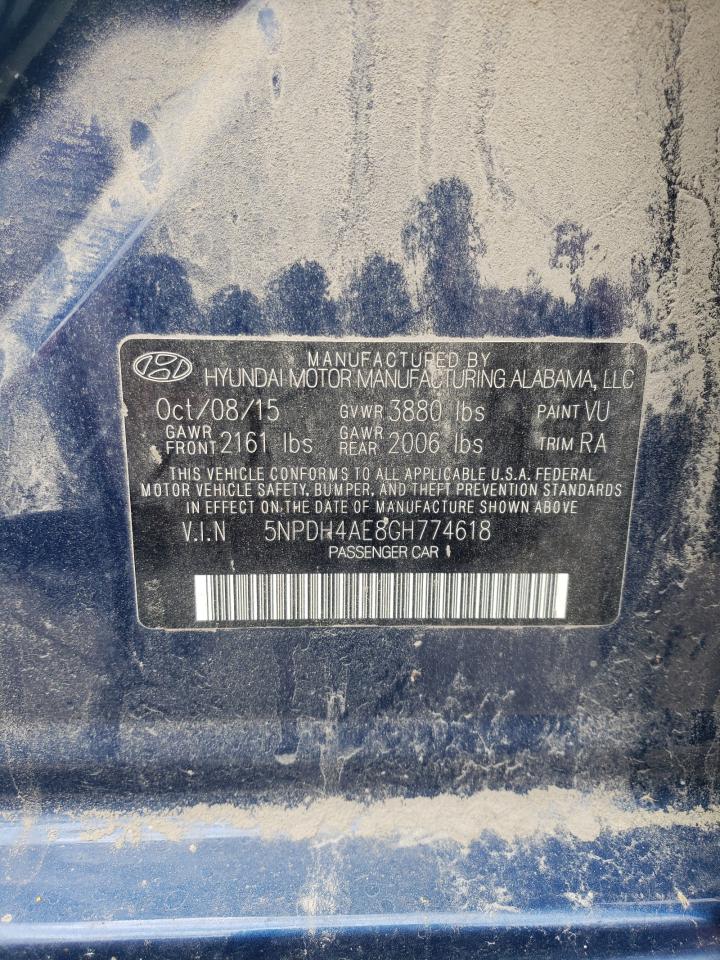 MANUFACTURED BY
HYUNDAI MOTOR MANUFACTURING ALABAMA, LLC
Oct/08/15 GVWR 3880 lbs PAINT VU
GAWR FRONT 2161 lbs GAWR REAR 2006 lbs TRIM RA
THIS VEHICLE CONFORMS TO ALL APPLICABLE U.S.A. FEDERAL
MOTOR VEHICLE SAFETY, BUMPER, AND THEFT PREVENTION STANDARDS
IN EFFECT ON THE DATE OF MANUFACTURE SHOWN ABOVE
V.I.N 5NPDH4AE8GH774618
PASSENGER CAR